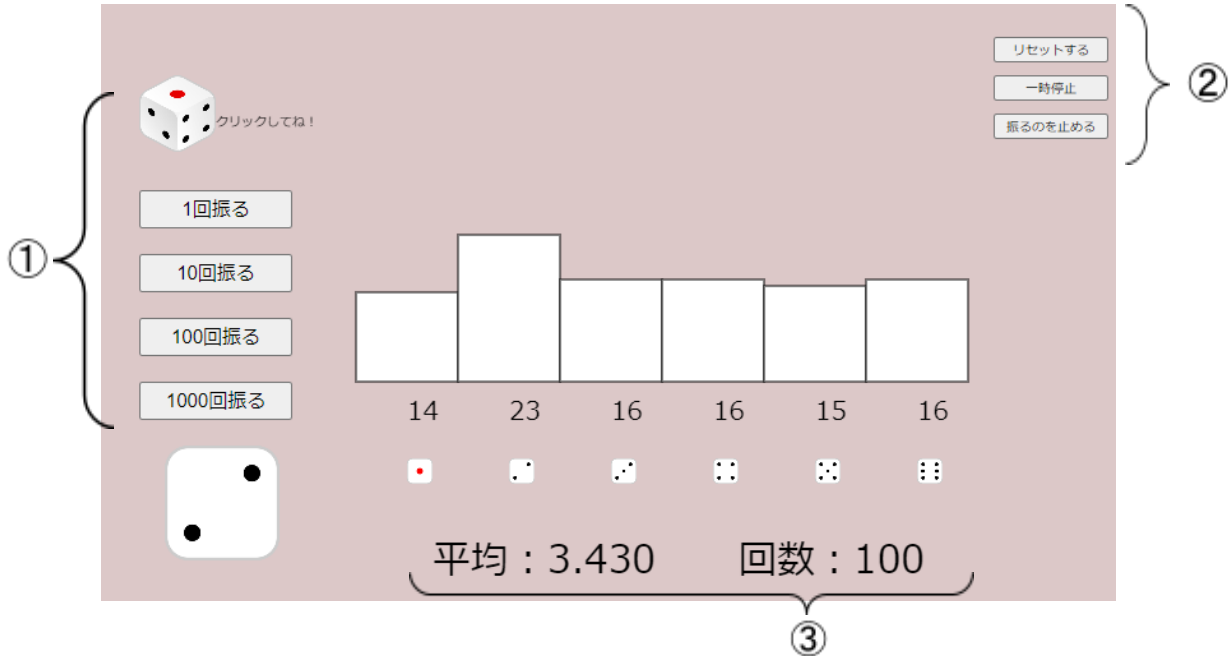 リセットする
②
一時停止
クリックしてね！
振るのを止める
1回振る
①
10回振る
100回振る
1000回振る
14 23 16 16 15 16
平均：3.430 回数：100
③